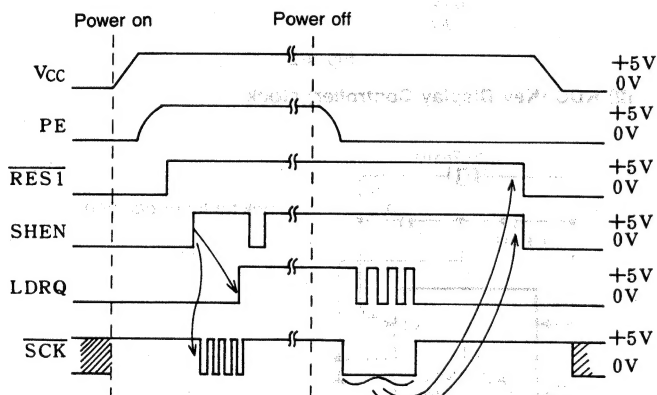 Power on Power off
VCC +5V
0V
PE +5V
0V
RES1 +5V
0V
SHEN +5V
0V
LDRQ +5V
0V
SCK +5V
0V